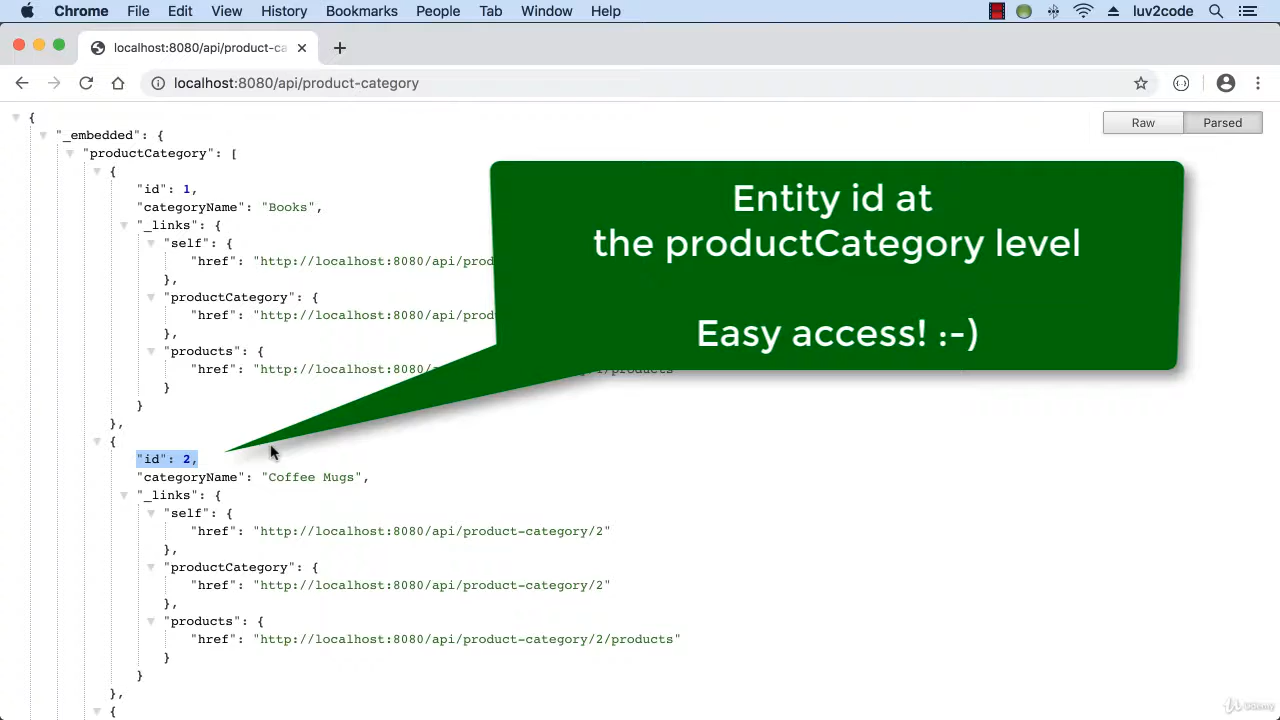 Chrome File Edit View History Bookmarks People Tab Window Help luv2code
localhost:8080/api/product-ca
localhost:8080/api/product-category
Raw Parsed
{
"_embedded": {
"productCategory": [
{
"id": 1,
"categoryName": "Books",
"_links": {
"self": {
"href": "http://localhost:8080/api/prod
},
"productCategory": {
"href": "http://localhost:8080/api/prod
},
"products": {
"href": "http://localhost:8080/api/prod /products"
}
}
},
{
"id": 2,
"categoryName": "Coffee Mugs",
"_links": {
"self": {
"href": "http://localhost:8080/api/product-category/2"
},
"productCategory": {
"href": "http://localhost:8080/api/product-category/2"
},
"products": {
"href": "http://localhost:8080/api/product-category/2/products"
}
}
},
{
Entity id at
the productCategory level
Easy access! :-)
Udemy